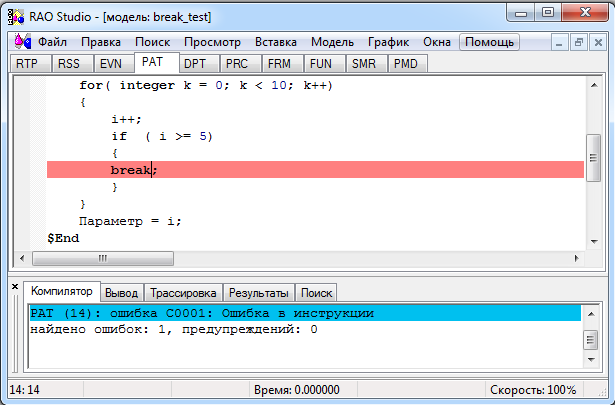 RAO Studio - [модель: break_test]
Файл Правка Поиск Просмотр Вставка Модель График Окна Помощь
RTP RSS EVN PAT DPT PRC FRM FUN SMR PMD
for( integer k = 0; k < 10; k++)
{
i++;
if ( i >= 5)
{
break;
}
}
Параметр = i;
$End
Компилятор Вывод Трассировка Результаты Поиск
PAT (14): ошибка C0001: Ошибка в инструкции
найдено ошибок: 1, предупреждений: 0
14: 14 Время: 0.000000 Скорость: 100%